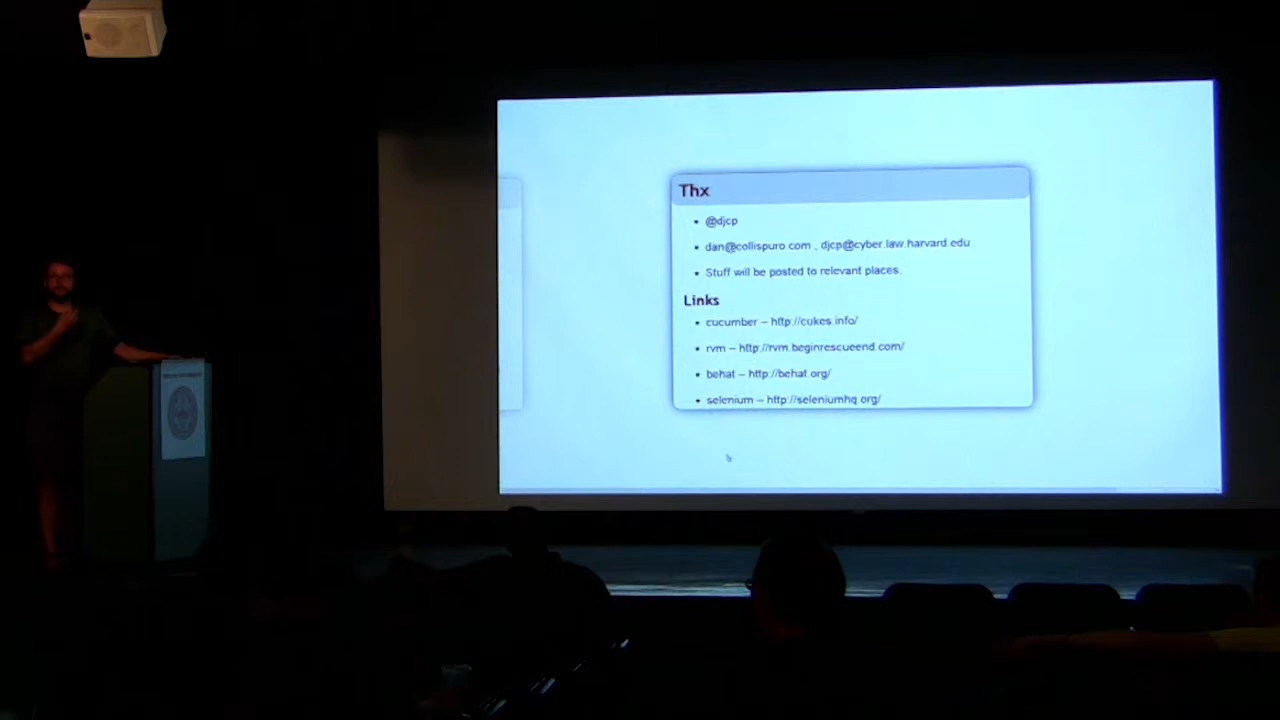 Thx
@djcp
dan@collispuro.com , djcp@cyber.law.harvard.edu
Stuff will be posted to relevant places.
Links
cucumber – http://cukes.info/
rvm – http://rvm.beginrescueend.com/
behat – http://behat.org/
selenium – http://seleniumhq.org/